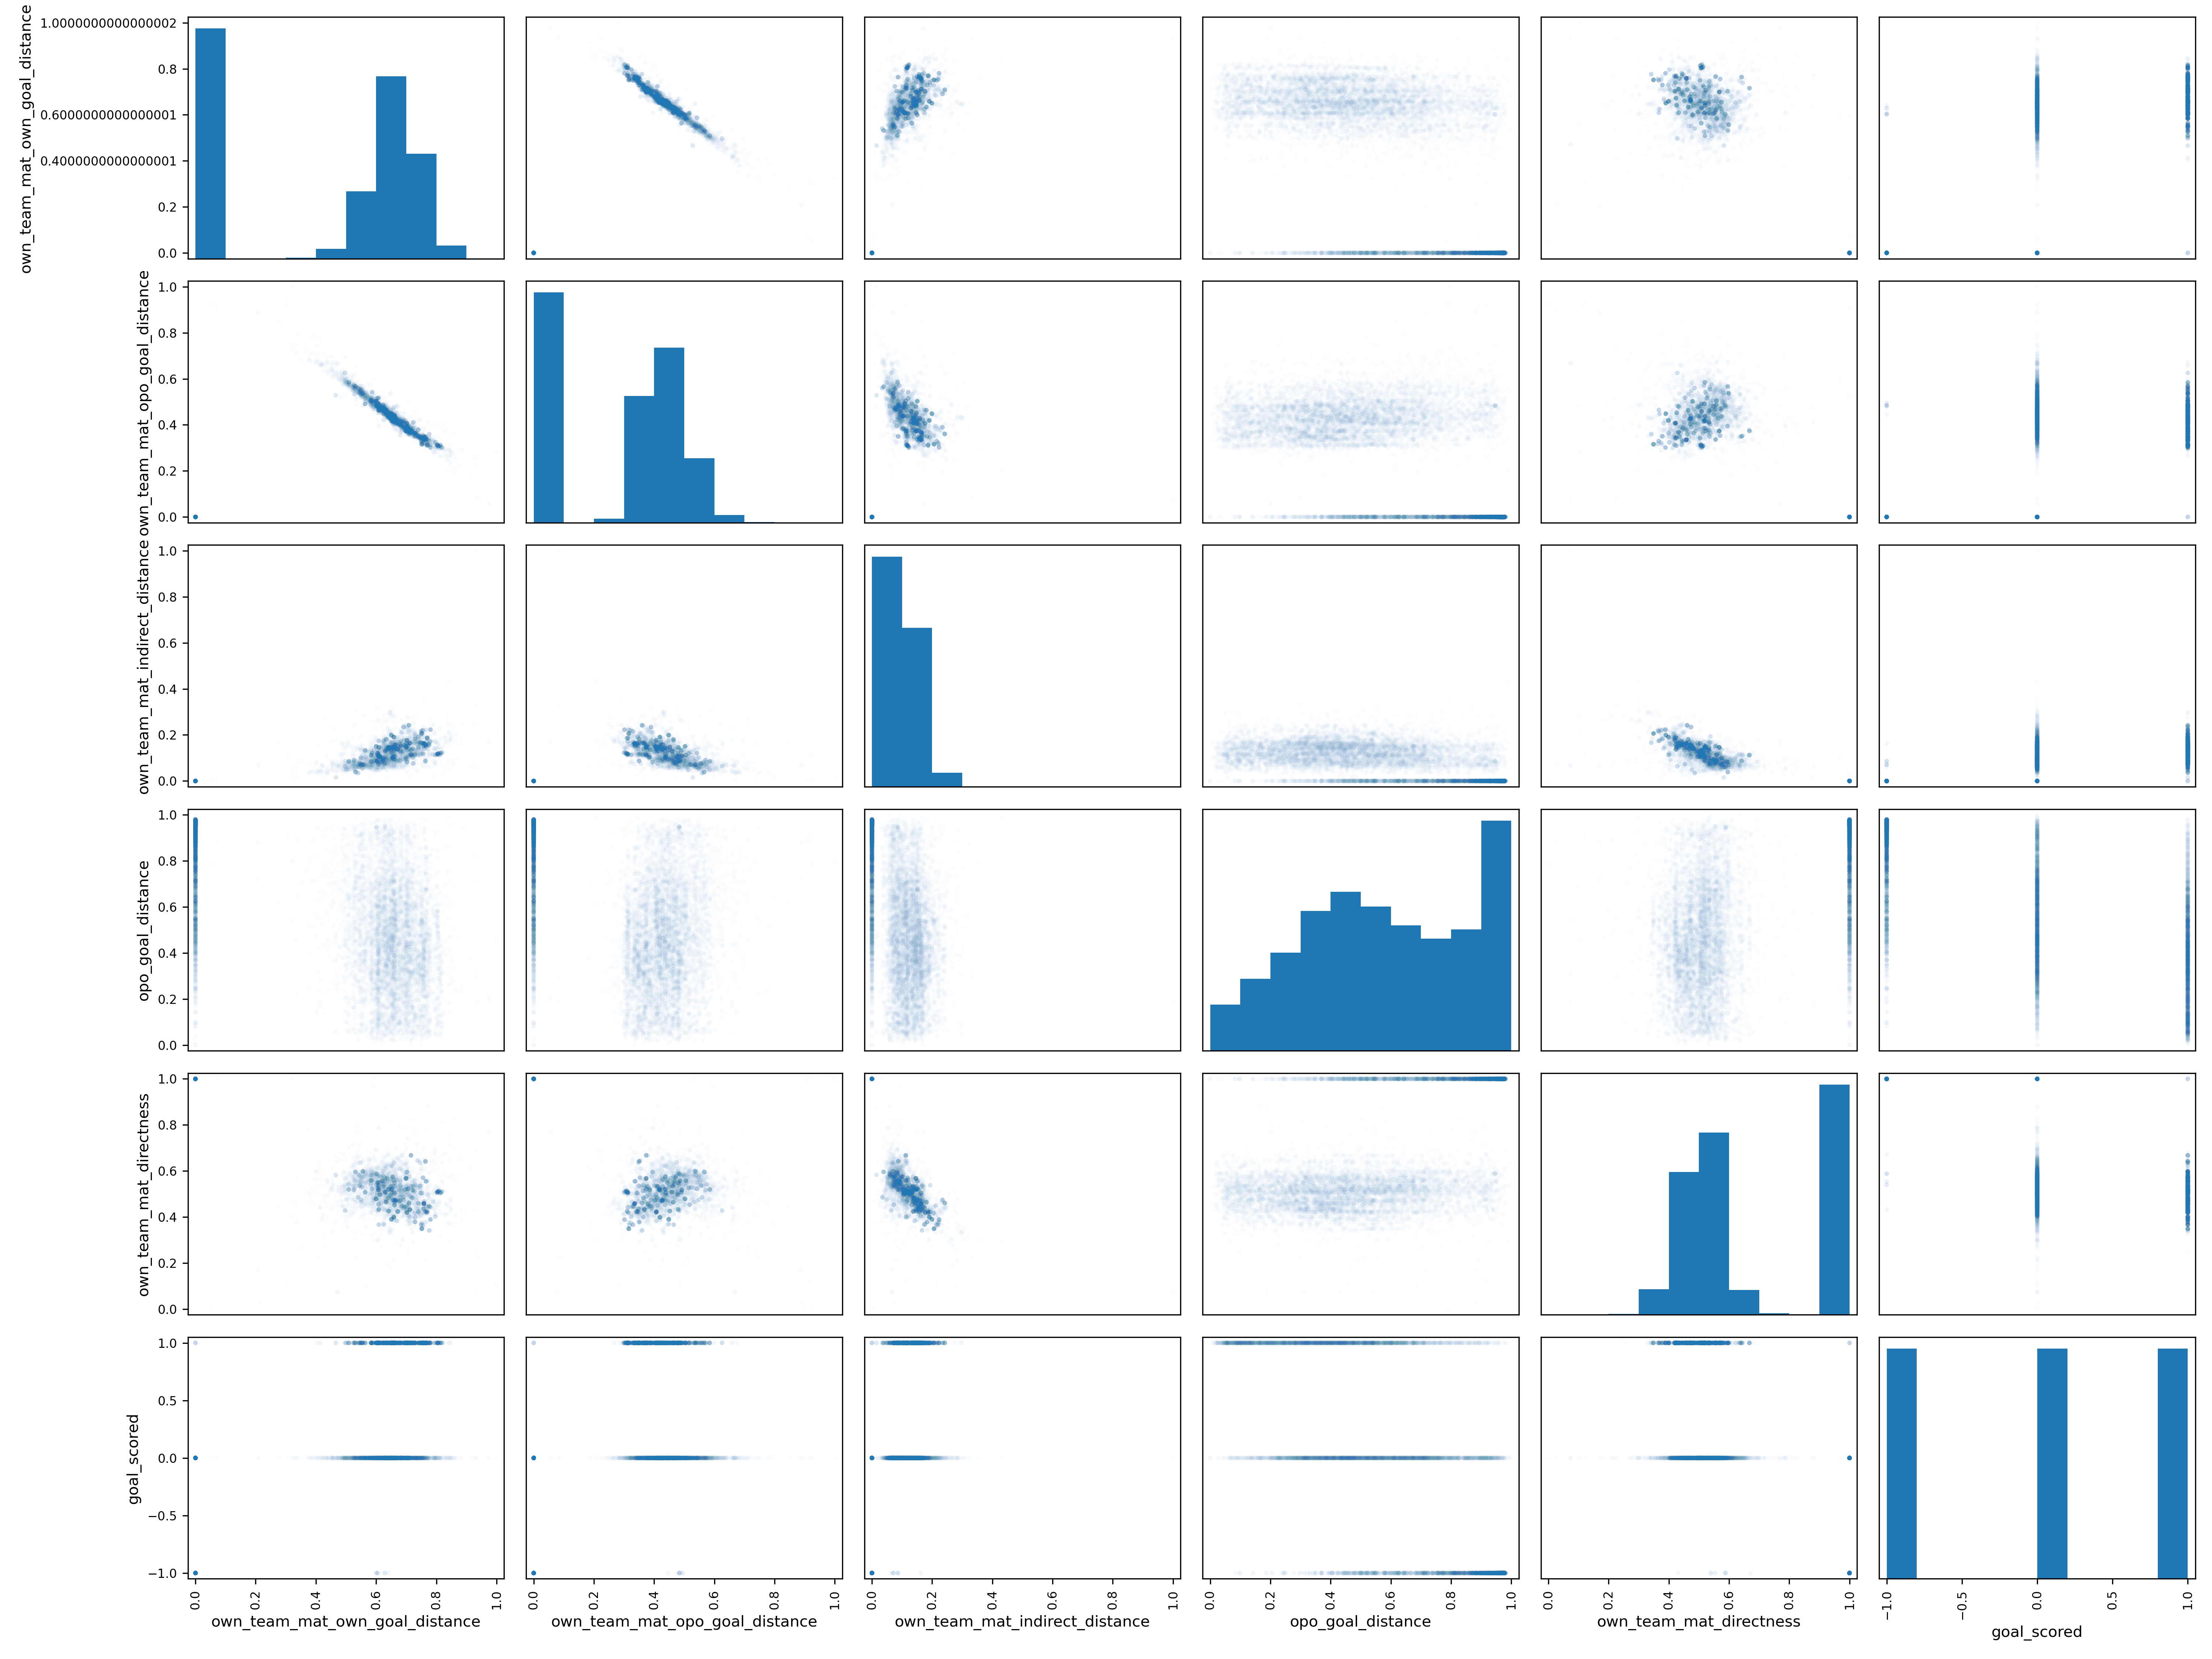 own_team_mat_own_goal_distance
1.0000000000000002
0.8
0.6000000000000001
0.4000000000000001
0.2
0.0
own_team_mat_opo_goal_distance
1.0
0.8
0.6
0.4
0.2
0.0
own_team_mat_indirect_distance
1.0
0.8
0.6
0.4
0.2
0.0
opo_goal_distance
1.0
0.8
0.6
0.4
0.2
0.0
own_team_mat_directness
1.0
0.8
0.6
0.4
0.2
0.0
goal_scored
1.0
0.5
0.0
−0.5
−1.0
0.0 0.2 0.4 0.6 0.8 1.0
own_team_mat_own_goal_distance
0.0 0.2 0.4 0.6 0.8 1.0
own_team_mat_opo_goal_distance
0.0 0.2 0.4 0.6 0.8 1.0
own_team_mat_indirect_distance
0.0 0.2 0.4 0.6 0.8 1.0
opo_goal_distance
0.0 0.2 0.4 0.6 0.8 1.0
own_team_mat_directness
−1.0 −0.5 0.0 0.5 1.0
goal_scored